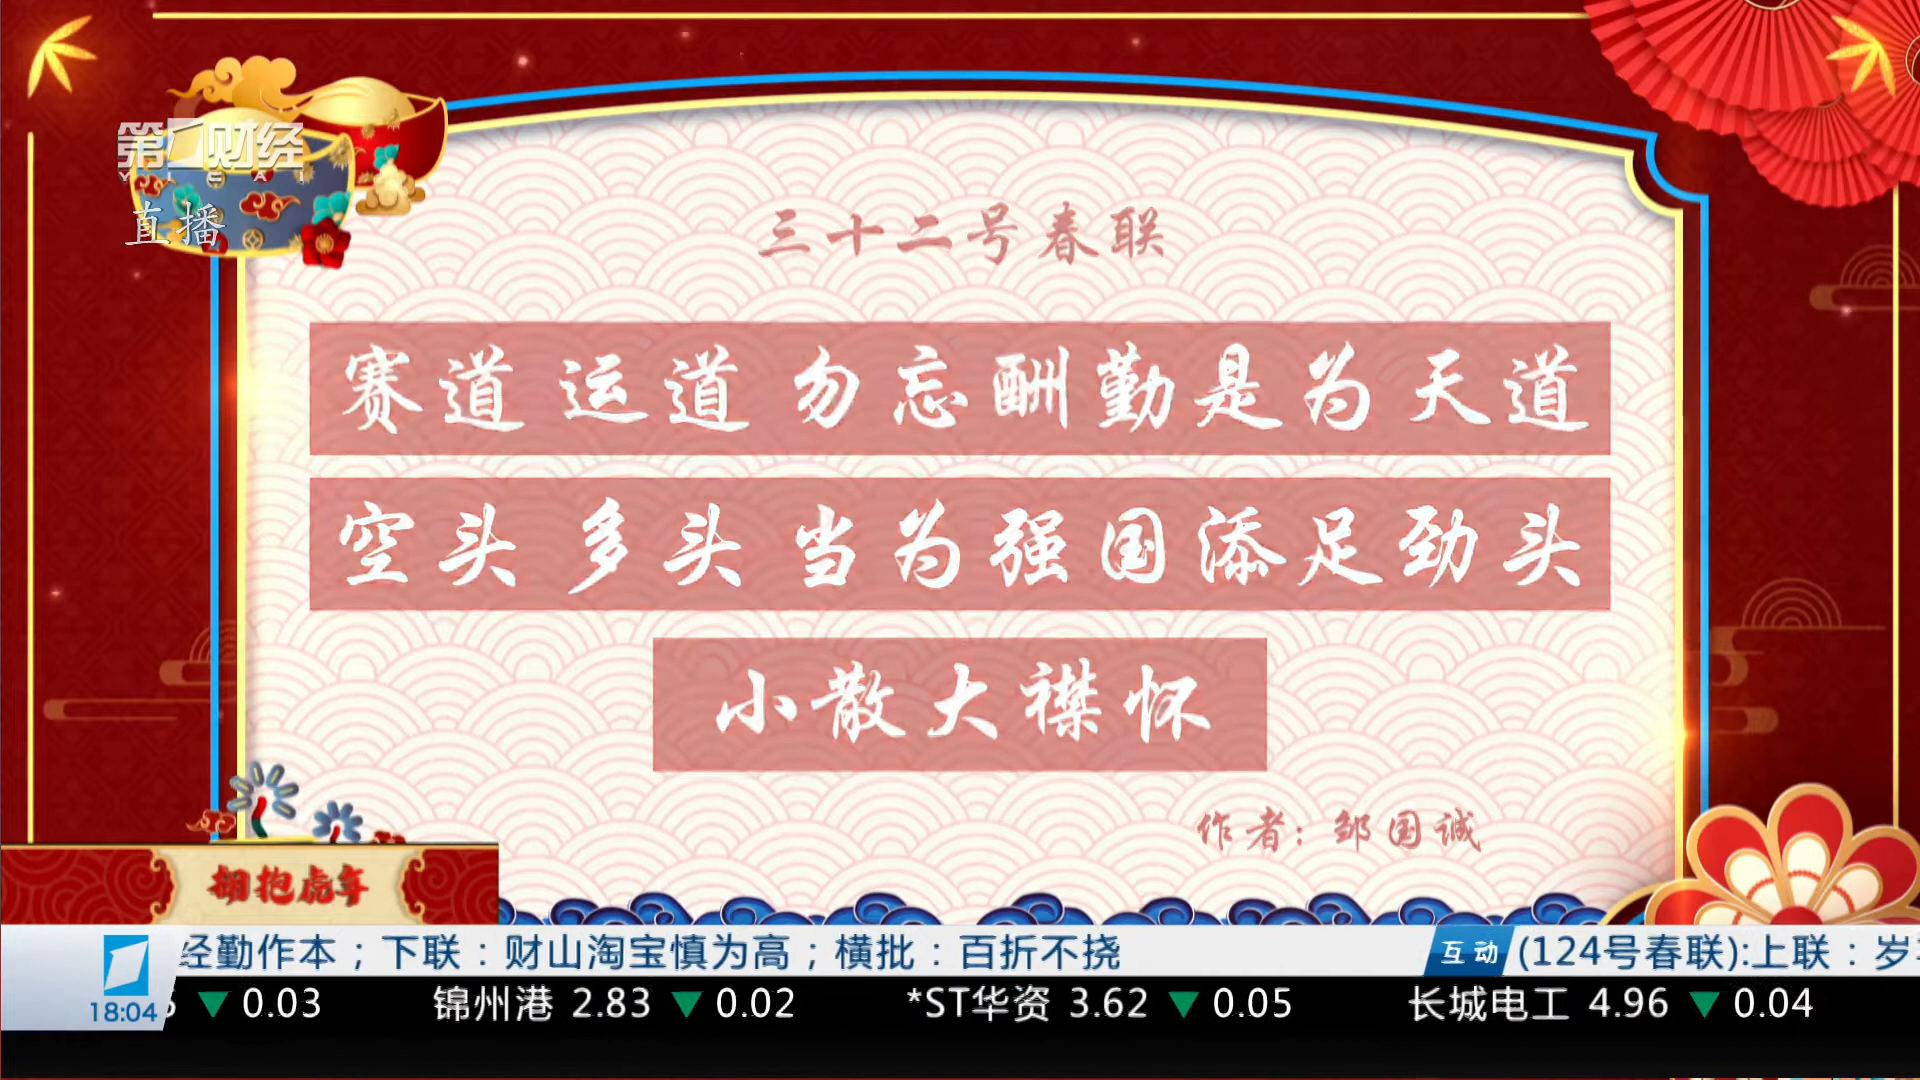 第一财经
YICAI
直播
三十二号春联
赛道 运道 勿忘酬勤是为天道
空头 多头 当为强国添足劲头
小散大襟怀
作者：邹国诚
拥抱虎年
经勤作本；下联：财山淘宝慎为高；横批：百折不挠 互动 (124号春联):上联：岁
18:04
▼ 0.03 锦州港 2.83 ▼ 0.02 *ST华资 3.62 ▼ 0.05 长城电工 4.96 ▼ 0.04